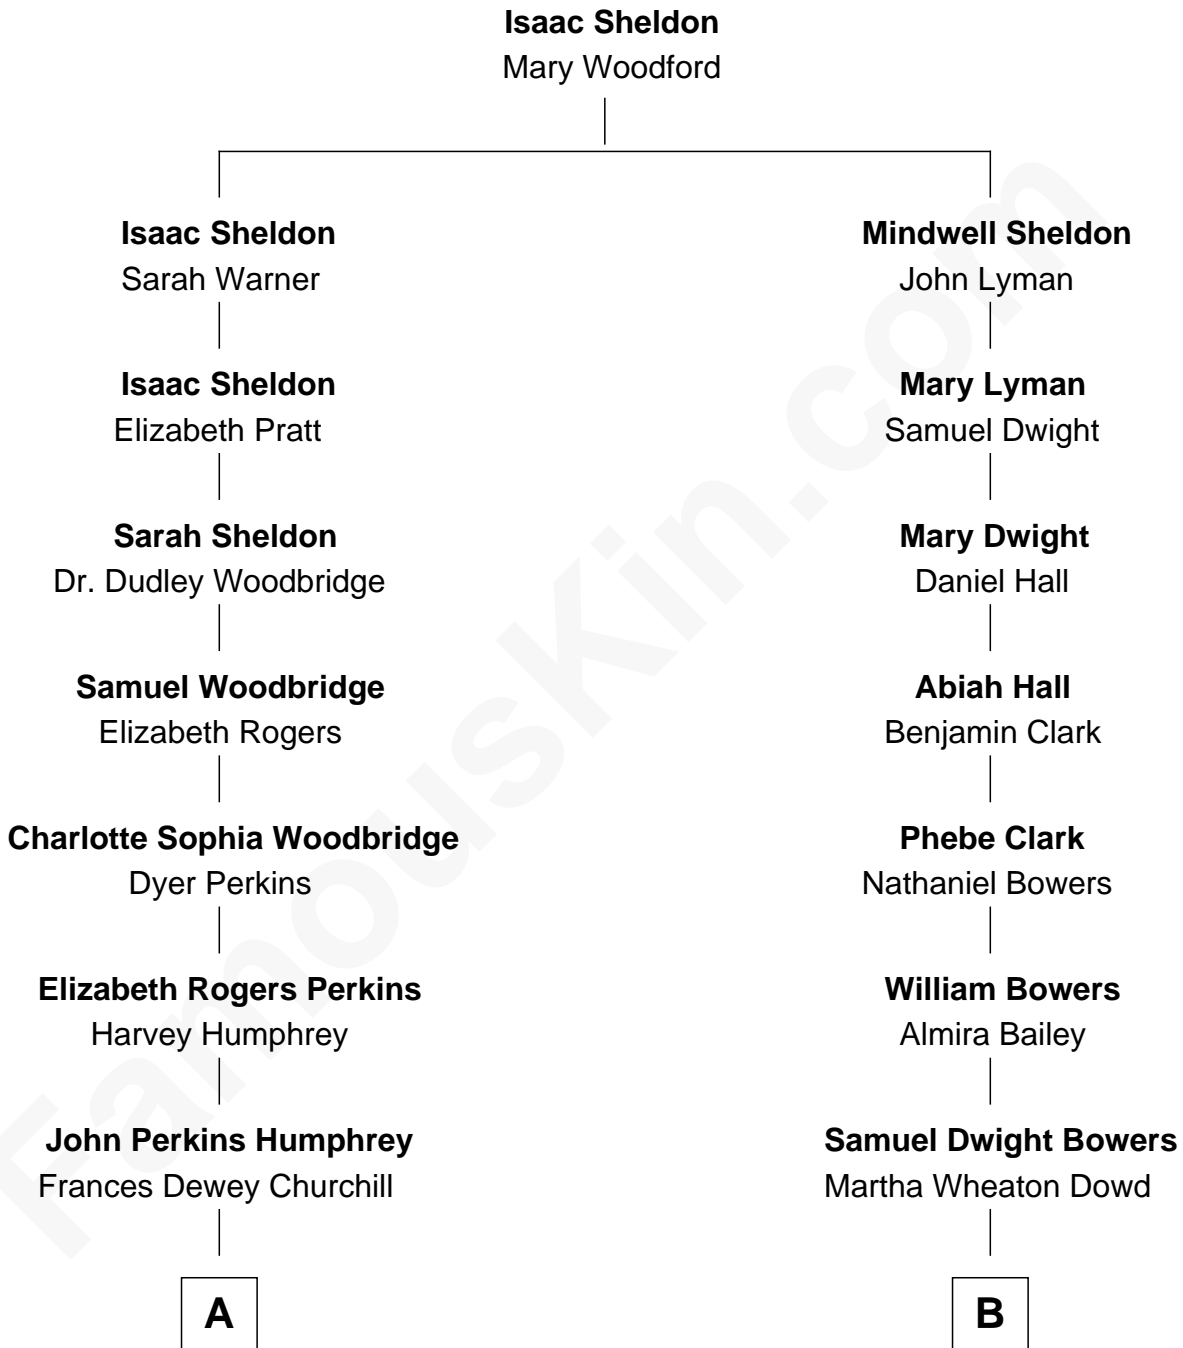 Isaac Sheldon
Mary Woodford
Isaac Sheldon
Sarah Warner
Mindwell Sheldon
John Lyman
Isaac Sheldon
Elizabeth Pratt
Mary Lyman
Samuel Dwight
Sarah Sheldon
Dr. Dudley Woodbridge
Mary Dwight
Daniel Hall
Samuel Woodbridge
Elizabeth Rogers
Abiah Hall
Benjamin Clark
Charlotte Sophia Woodbridge
Dyer Perkins
Phebe Clark
Nathaniel Bowers
Elizabeth Rogers Perkins
Harvey Humphrey
William Bowers
Almira Bailey
John Perkins Humphrey
Frances Dewey Churchill
Samuel Dwight Bowers
Martha Wheaton Dowd
A
B
FamousKin.com